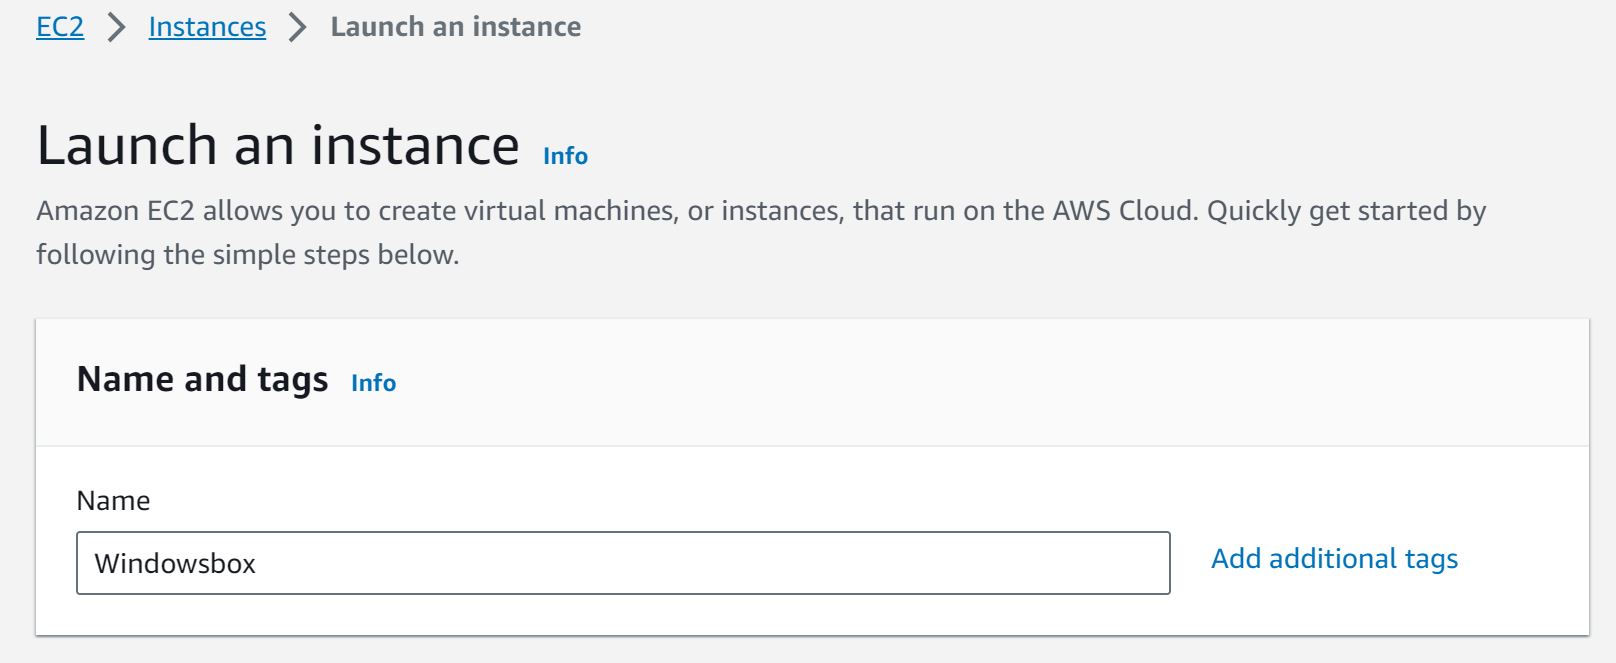 EC2 > Instances > Launch an instance
Launch an instance Info
Amazon EC2 allows you to create virtual machines, or instances, that run on the AWS Cloud. Quickly get started by
following the simple steps below.
Name and tags Info
Name
Windowsbox Add additional tags